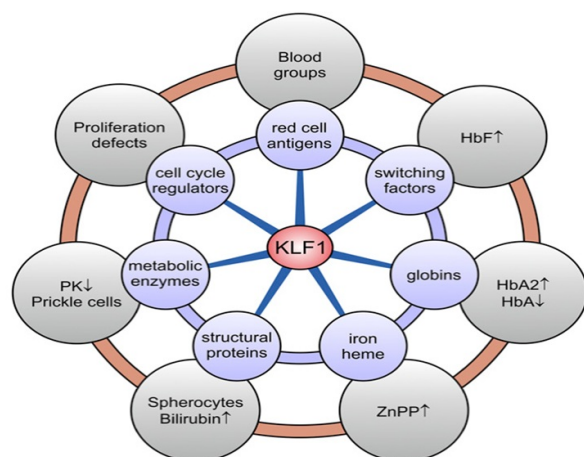 Blood
groups
Proliferation
defects
red cell
antigens
HbF↑
cell cycle
regulators
switching
factors
KLF1
metabolic
enzymes
globins
PK↓
Prickle cells
HbA2↑
HbA↓
structural
proteins
iron
heme
Spherocytes
Bilirubin↑
ZnPP↑